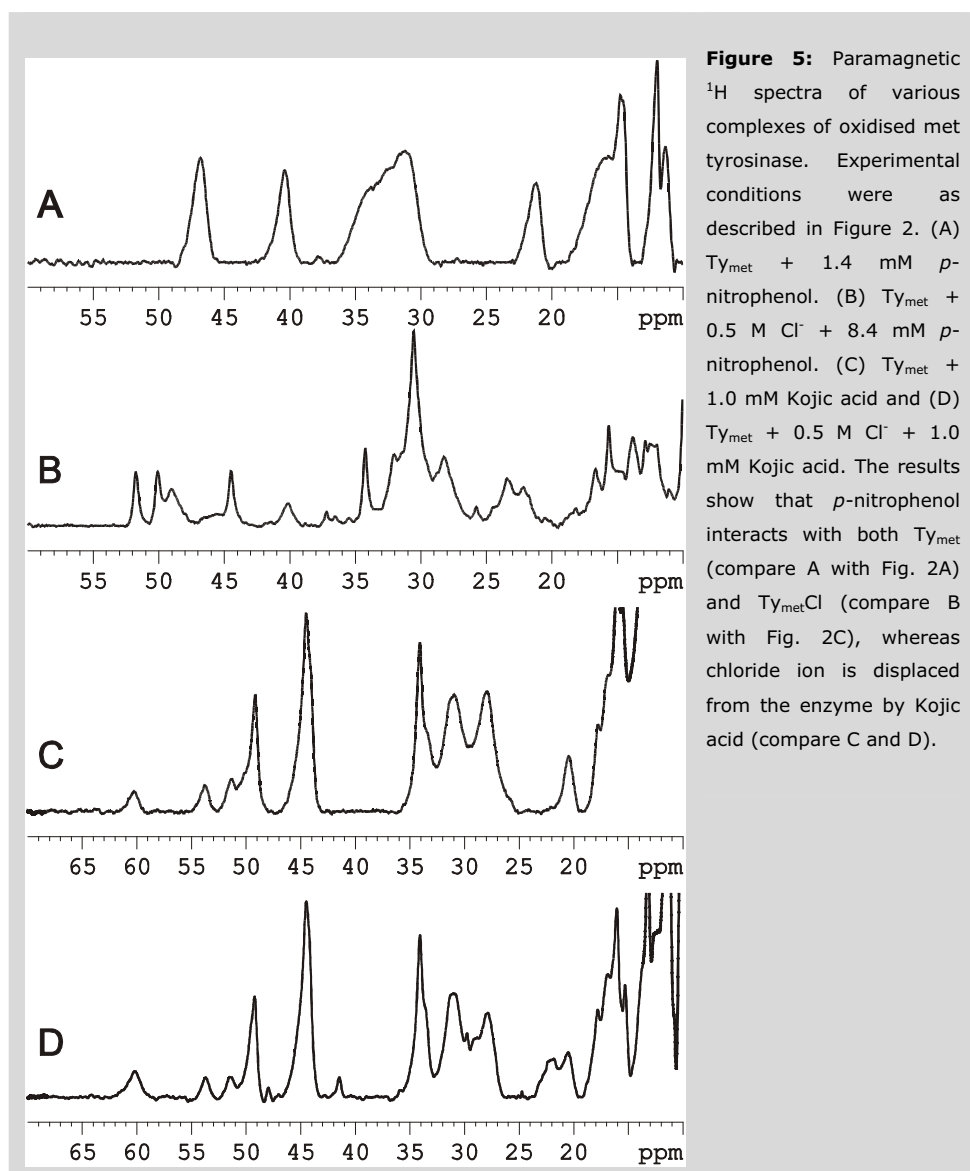 Figure 5: Paramagnetic
¹H spectra of various
complexes of oxidised met
tyrosinase. Experimental
conditions were as
described in Figure 2. (A)
Ty_met + 1.4 mM p-
nitrophenol. (B) Ty_met +
0.5 M Cl⁻ + 8.4 mM p-
nitrophenol. (C) Ty_met +
1.0 mM Kojic acid and (D)
Ty_met + 0.5 M Cl⁻ + 1.0
mM Kojic acid. The results
show that p-nitrophenol
interacts with both Ty_met
(compare A with Fig. 2A)
and Ty_metCl (compare B
with Fig. 2C), whereas
chloride ion is displaced
from the enzyme by Kojic
acid (compare C and D).
A
55 50 45 40 35 30 25 20 ppm
B
55 50 45 40 35 30 25 20 ppm
C
65 60 55 50 45 40 35 30 25 20 ppm
D
65 60 55 50 45 40 35 30 25 20 ppm